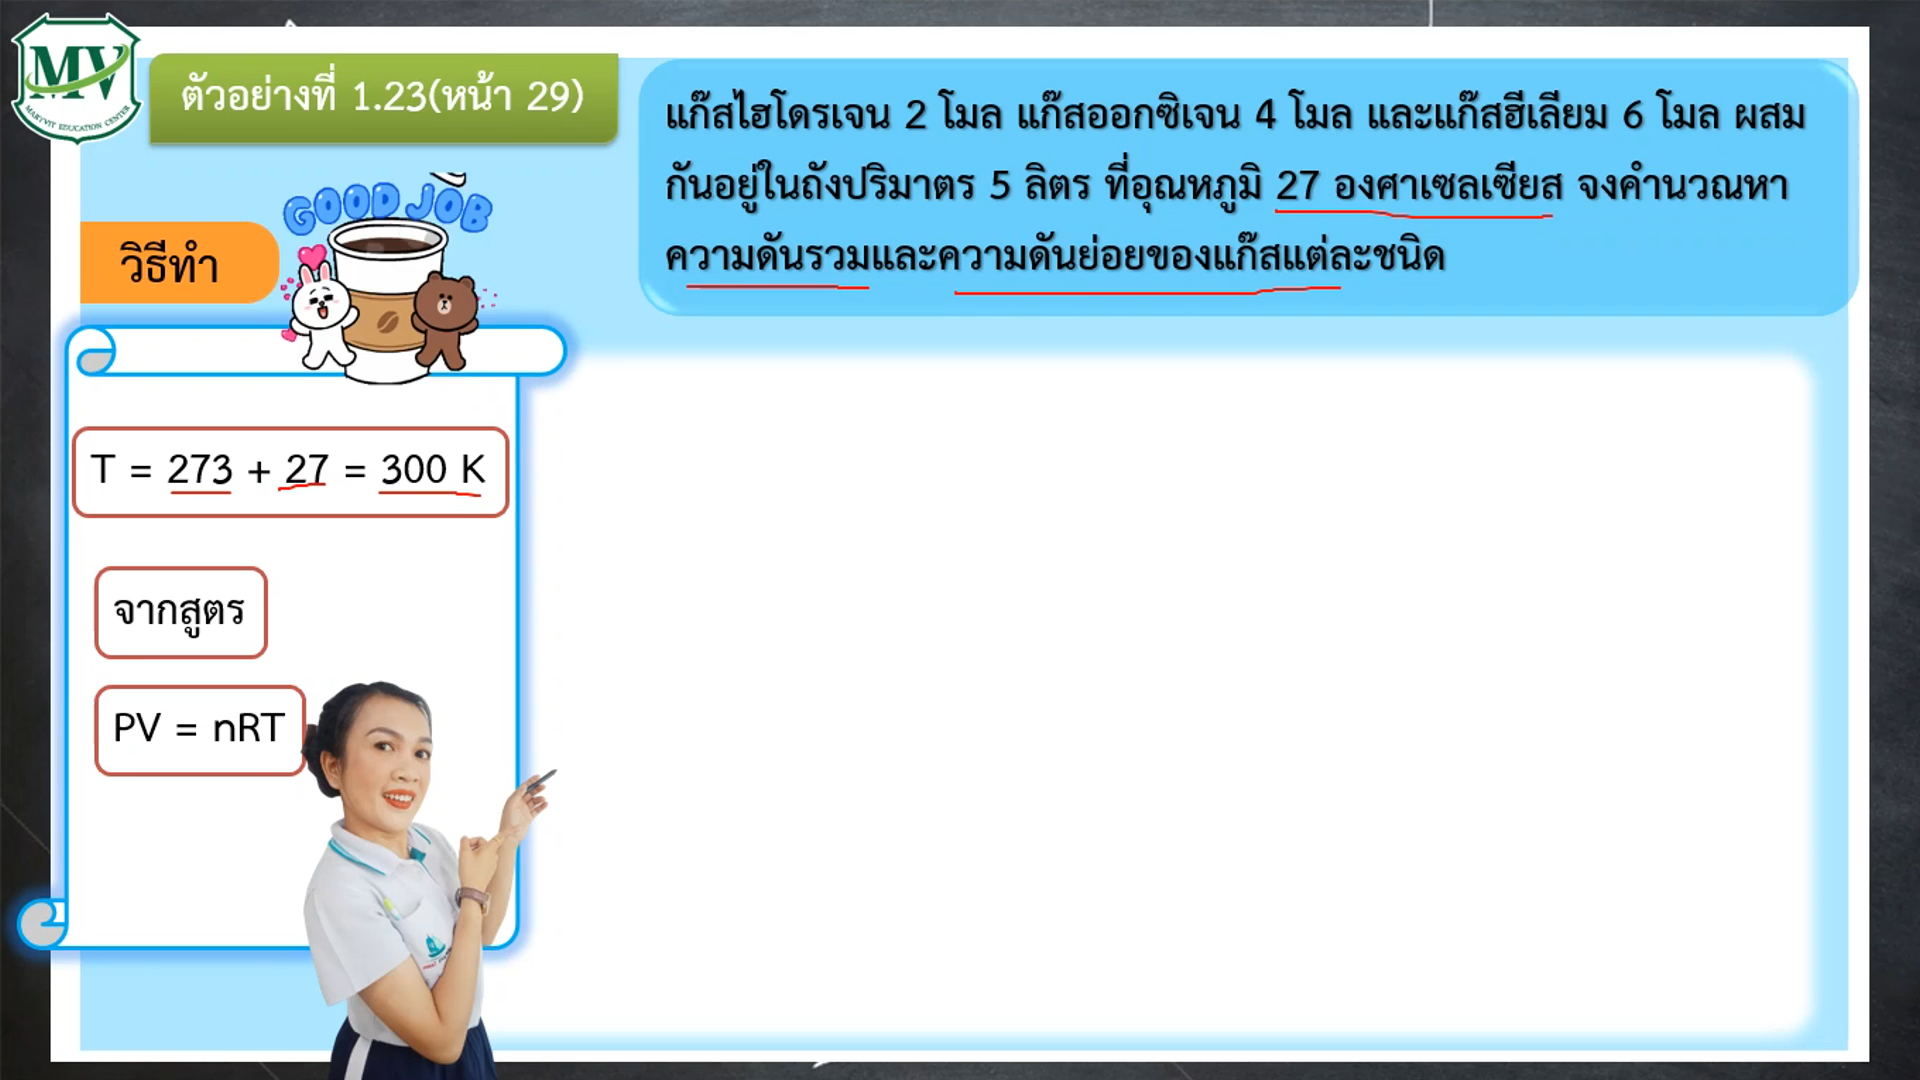 MV
MARYVIT EDUCATION CENTER
ตัวอย่างที่ 1.23(หน้า 29)
แก๊สไฮโดรเจน 2 โมล แก๊สออกซิเจน 4 โมล และแก๊สฮีเลียม 6 โมล ผสม
กันอยู่ในถังปริมาตร 5 ลิตร ที่อุณหภูมิ 27 องศาเซลเซียส จงคำนวณหา
ความดันรวมและความดันย่อยของแก๊สแต่ละชนิด
GOOD JOB
วิธีทำ
T = 273 + 27 = 300 K
จากสูตร
PV = nRT